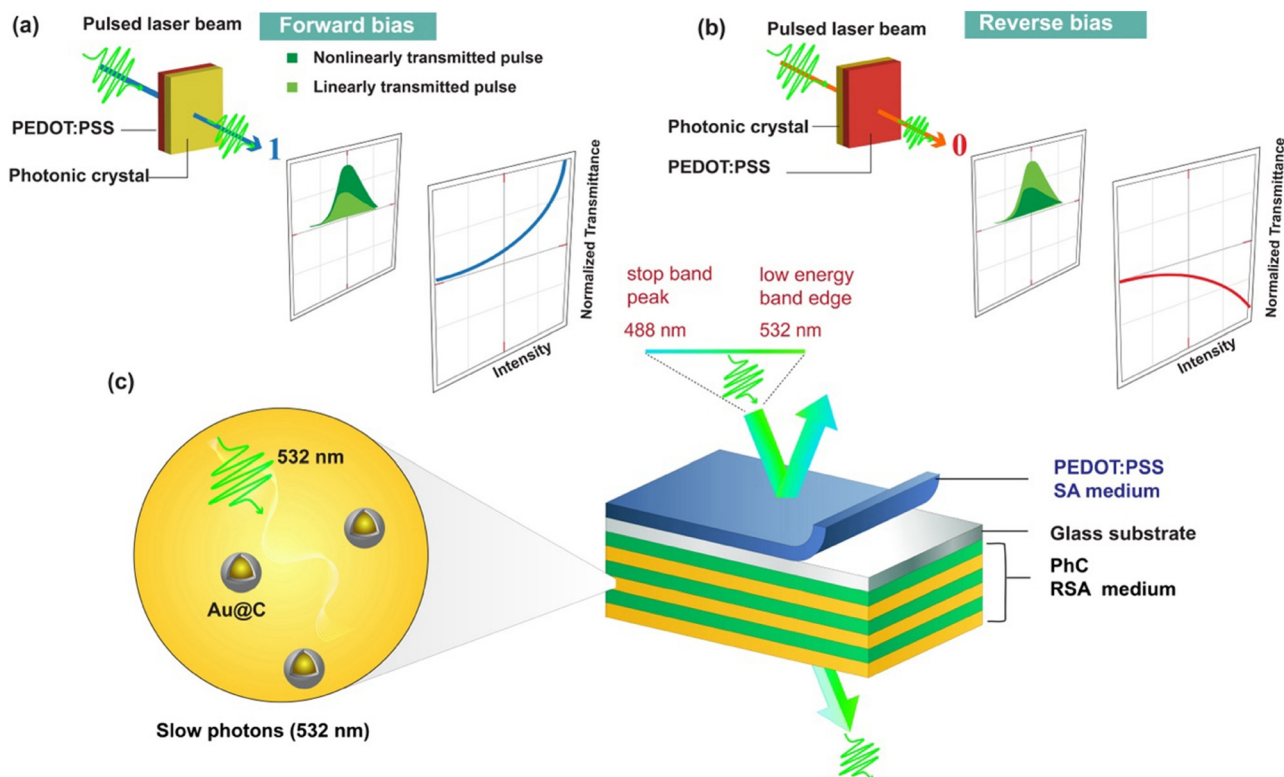 (a)
Pulsed laser beam
Forward bias
Nonlinearly transmitted pulse
Linearly transmitted pulse
PEDOT:PSS
Photonic crystal
1
Normalized Transmittance
Intensity
(b)
Pulsed laser beam
Reverse bias
Photonic crystal
PEDOT:PSS
0
Normalized Transmittance
Intensity
stop band
peak
488 nm
low energy
band edge
532 nm
(c)
532 nm
Au@C
Slow photons (532 nm)
PEDOT:PSS
SA medium
Glass substrate
PhC
RSA medium